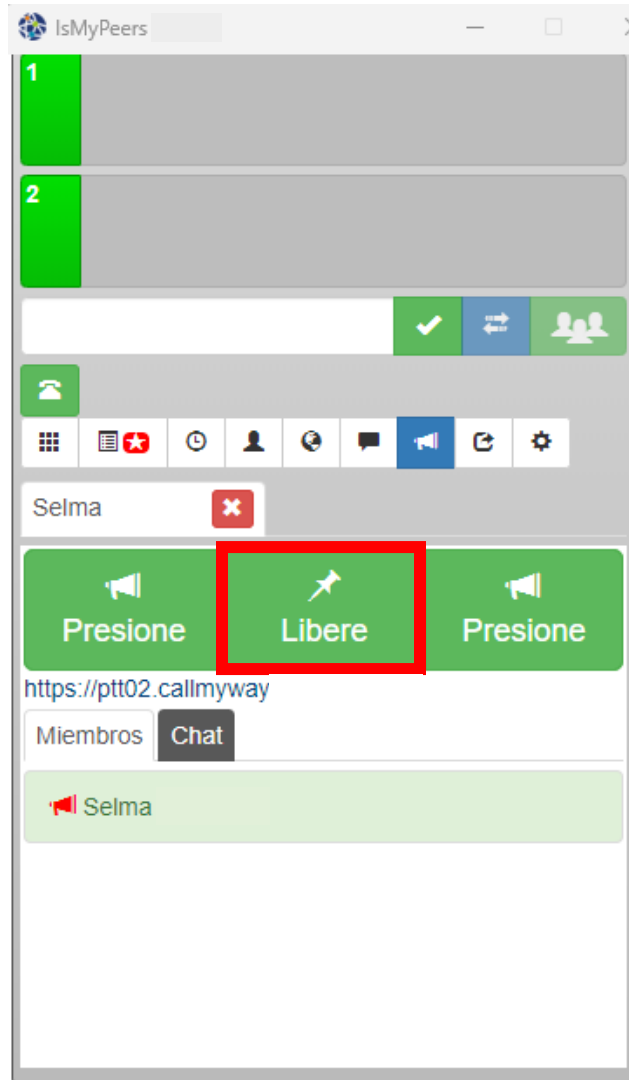 IsMyPeers
1
2
Selma
Presione Libere Presione
https://ptt02.callmyway
Miembros Chat
Selma